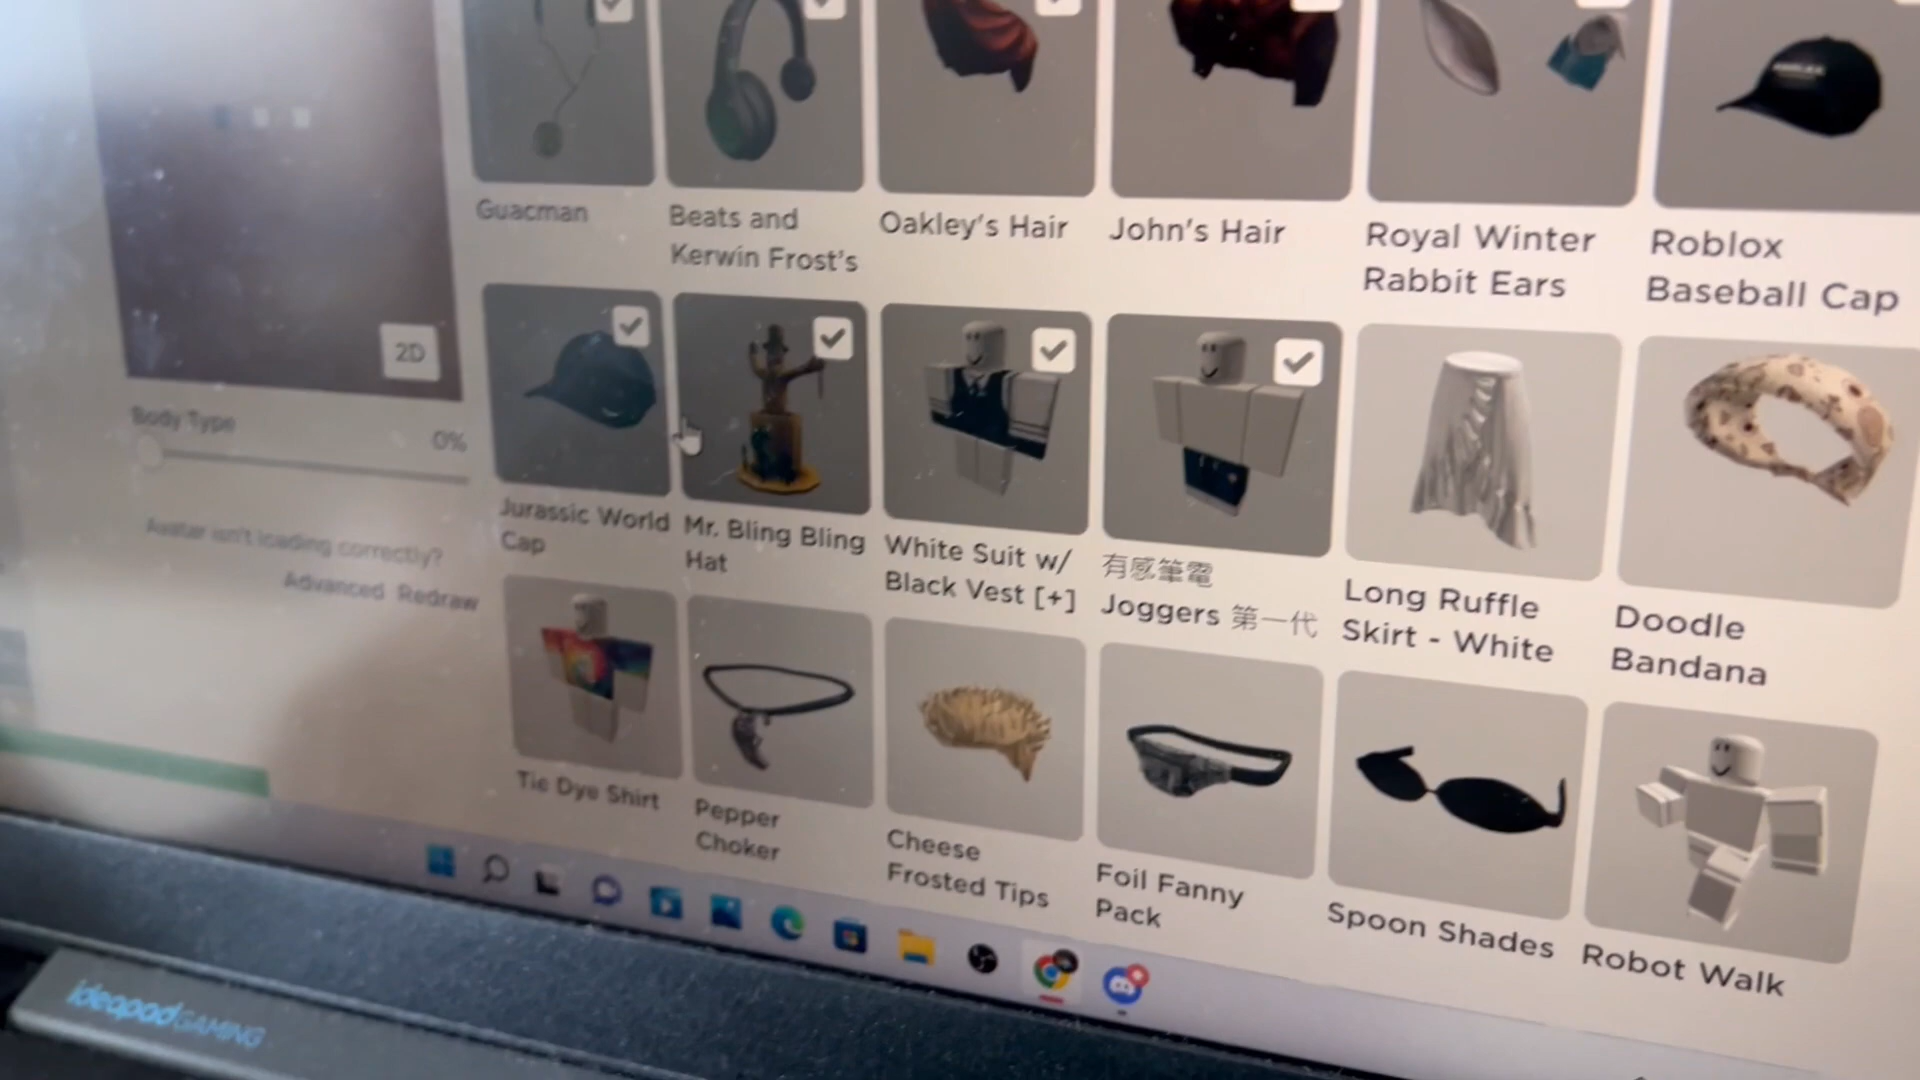 Guacman
Beats and
Kerwin Frost's
Oakley's Hair
John's Hair
Royal Winter
Rabbit Ears
Roblox
Baseball Cap
2D
Body Type
0%
Avatar isn't loading correctly?
Advanced Redraw
Jurassic World
Cap
Mr. Bling Bling
Hat
White Suit w/
Black Vest [+]
有感筆電
Joggers 第一代
Long Ruffle
Skirt - White
Doodle
Bandana
Tie Dye Shirt
Pepper
Choker
Cheese
Frosted Tips
Foil Fanny
Pack
Spoon Shades
Robot Walk
ideapad GAMING